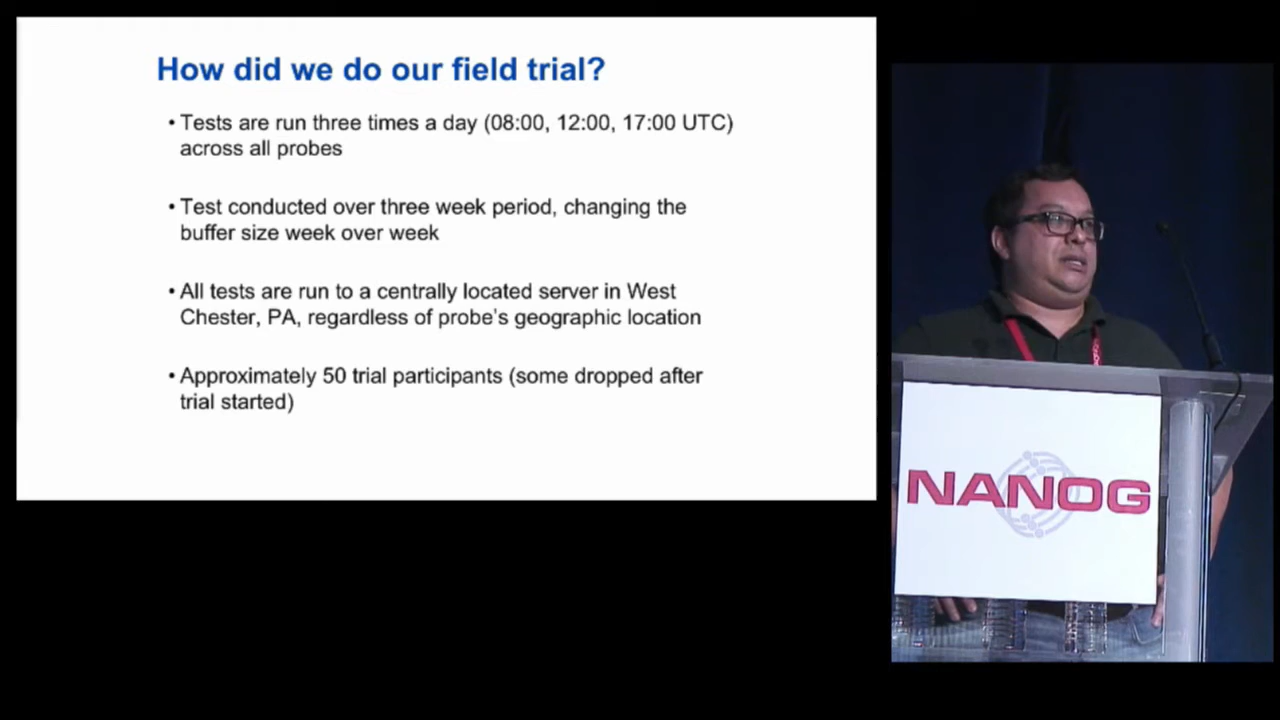 How did we do our field trial?
• Tests are run three times a day (08:00, 12:00, 17:00 UTC)
across all probes
• Test conducted over three week period, changing the
buffer size week over week
• All tests are run to a centrally located server in West
Chester, PA, regardless of probe's geographic location
• Approximately 50 trial participants (some dropped after
trial started)
NANOG